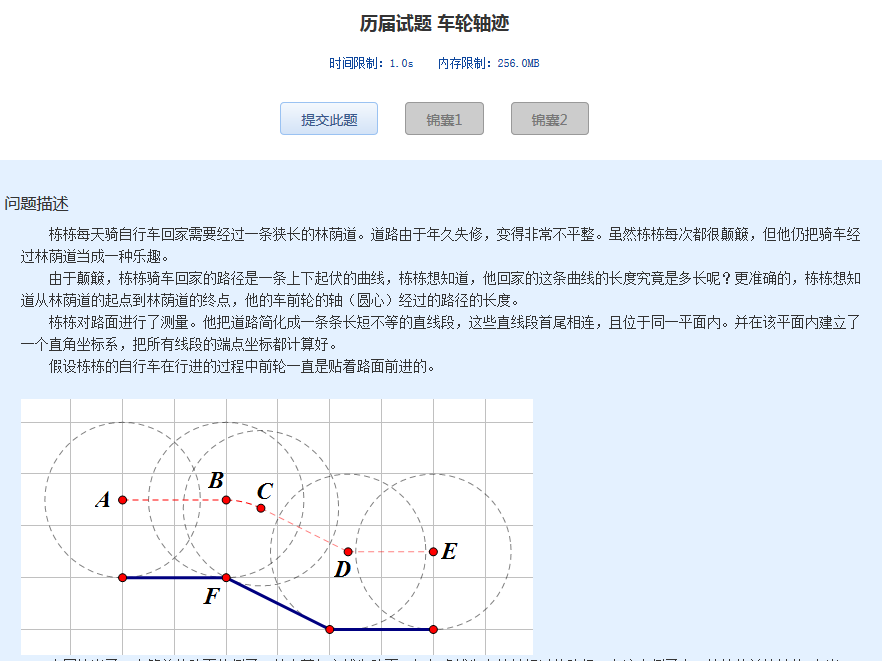 历届试题 车轮轴迹
时间限制：1.0s 内存限制：256.0MB
提交此题 锦囊1 锦囊2
问题描述
栋栋每天骑自行车回家需要经过一条狭长的林荫道。道路由于年久失修，变得非常不平整。虽然栋栋每次都很颠簸，但他仍把骑车经
过林荫道当成一种乐趣。
由于颠簸，栋栋骑车回家的路径是一条上下起伏的曲线，栋栋想知道，他回家的这条曲线的长度究竟是多长呢？更准确的，栋栋想知
道从林荫道的起点到林荫道的终点，他的车前轮的轴（圆心）经过的路径的长度。
栋栋对路面进行了测量。他把道路简化成一条条长短不等的直线段，这些直线段首尾相连，且位于同一平面内。并在该平面内建立了
一个直角坐标系，把所有线段的端点坐标都计算好。
假设栋栋的自行车在行进的过程中前轮一直是贴着路面前进的。
A B C
D E
F